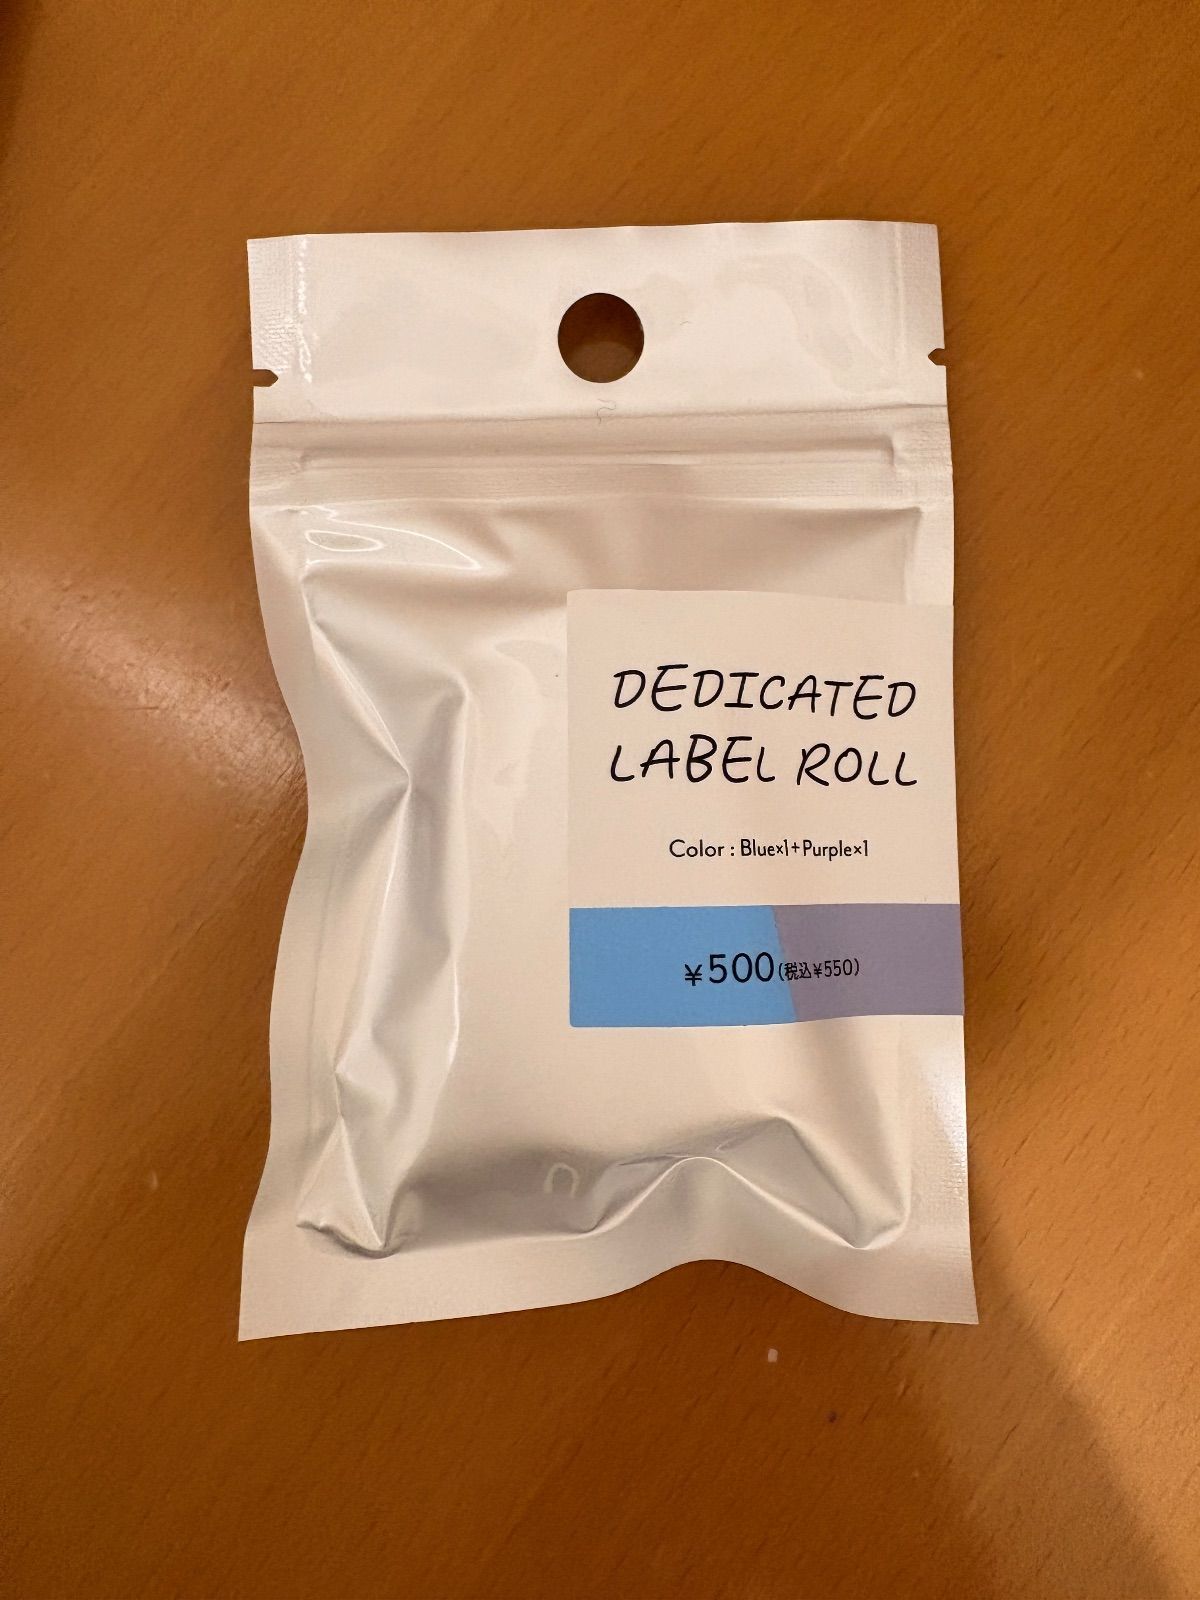 DEDICATED
LABEL ROLL
Color : Blue×1+Purple×1
¥500(税込¥550)